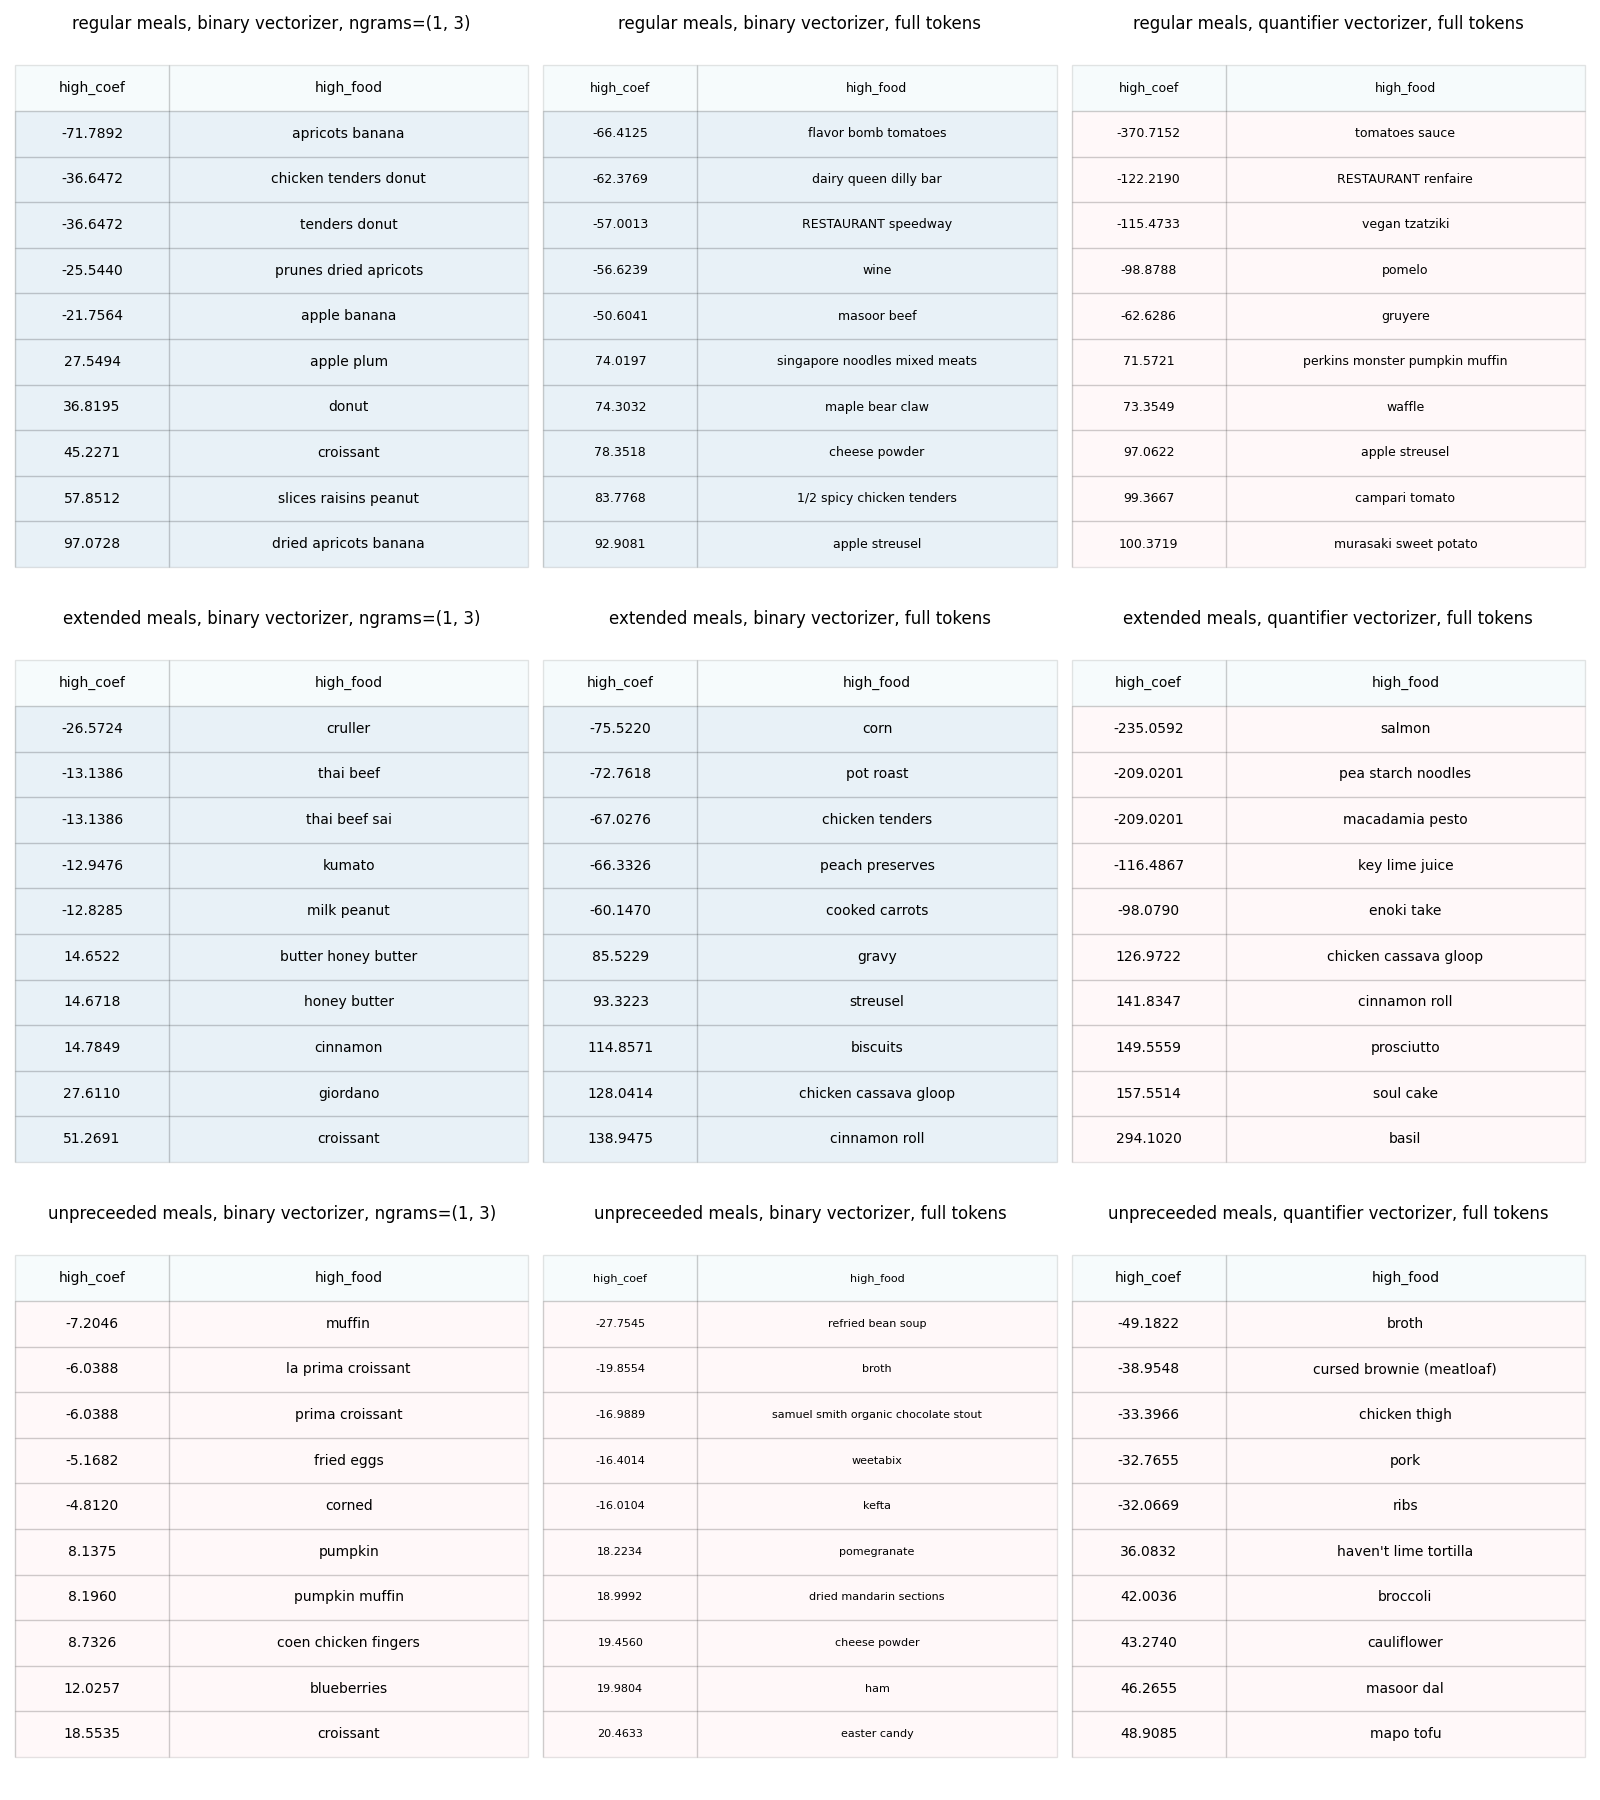 regular meals, binary vectorizer, ngrams=(1, 3)
high_coef high_food
-71.7892 apricots banana
-36.6472 chicken tenders donut
-36.6472 tenders donut
-25.5440 prunes dried apricots
-21.7564 apple banana
27.5494 apple plum
36.8195 donut
45.2271 croissant
57.8512 slices raisins peanut
97.0728 dried apricots banana
regular meals, binary vectorizer, full tokens
high_coef high_food
-66.4125 flavor bomb tomatoes
-62.3769 dairy queen dilly bar
-57.0013 RESTAURANT speedway
-56.6239 wine
-50.6041 masoor beef
74.0197 singapore noodles mixed meats
74.3032 maple bear claw
78.3518 cheese powder
83.7768 1/2 spicy chicken tenders
92.9081 apple streusel
regular meals, quantifier vectorizer, full tokens
high_coef high_food
-370.7152 tomatoes sauce
-122.2190 RESTAURANT renfaire
-115.4733 vegan tzatziki
-98.8788 pomelo
-62.6286 gruyere
71.5721 perkins monster pumpkin muffin
73.3549 waffle
97.0622 apple streusel
99.3667 campari tomato
100.3719 murasaki sweet potato
extended meals, binary vectorizer, ngrams=(1, 3)
high_coef high_food
-26.5724 cruller
-13.1386 thai beef
-13.1386 thai beef sai
-12.9476 kumato
-12.8285 milk peanut
14.6522 butter honey butter
14.6718 honey butter
14.7849 cinnamon
27.6110 giordano
51.2691 croissant
extended meals, binary vectorizer, full tokens
high_coef high_food
-75.5220 corn
-72.7618 pot roast
-67.0276 chicken tenders
-66.3326 peach preserves
-60.1470 cooked carrots
85.5229 gravy
93.3223 streusel
114.8571 biscuits
128.0414 chicken cassava gloop
138.9475 cinnamon roll
extended meals, quantifier vectorizer, full tokens
high_coef high_food
-235.0592 salmon
-209.0201 pea starch noodles
-209.0201 macadamia pesto
-116.4867 key lime juice
-98.0790 enoki take
126.9722 chicken cassava gloop
141.8347 cinnamon roll
149.5559 prosciutto
157.5514 soul cake
294.1020 basil
unpreceeded meals, binary vectorizer, ngrams=(1, 3)
high_coef high_food
-7.2046 muffin
-6.0388 la prima croissant
-6.0388 prima croissant
-5.1682 fried eggs
-4.8120 corned
8.1375 pumpkin
8.1960 pumpkin muffin
8.7326 coen chicken fingers
12.0257 blueberries
18.5535 croissant
unpreceeded meals, binary vectorizer, full tokens
high_coef high_food
-27.7545 refried bean soup
-19.8554 broth
-16.9889 samuel smith organic chocolate stout
-16.4014 weetabix
-16.0104 kefta
18.2234 pomegranate
18.9992 dried mandarin sections
19.4560 cheese powder
19.9804 ham
20.4633 easter candy
unpreceeded meals, quantifier vectorizer, full tokens
high_coef high_food
-49.1822 broth
-38.9548 cursed brownie (meatloaf)
-33.3966 chicken thigh
-32.7655 pork
-32.0669 ribs
36.0832 haven't lime tortilla
42.0036 broccoli
43.2740 cauliflower
46.2655 masoor dal
48.9085 mapo tofu